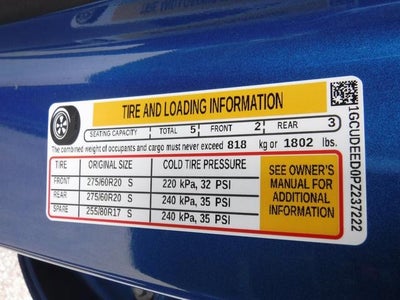 TIRE AND LOADING INFORMATION
SEATING CAPACITY TOTAL 5 FRONT 2 REAR 3
The combined weight of occupants and cargo must never exceed 818 kg or 1802 lbs.
TIRE ORIGINAL SIZE COLD TIRE PRESSURE
FRONT 275/60R20 S 220 kPa, 32 PSI
REAR 275/60R20 S 240 kPa, 35 PSI
SPARE 255/80R17 S 240 kPa, 35 PSI
SEE OWNER'S
MANUAL FOR
ADDITIONAL
INFORMATION
1GCUDEED0PZ237222